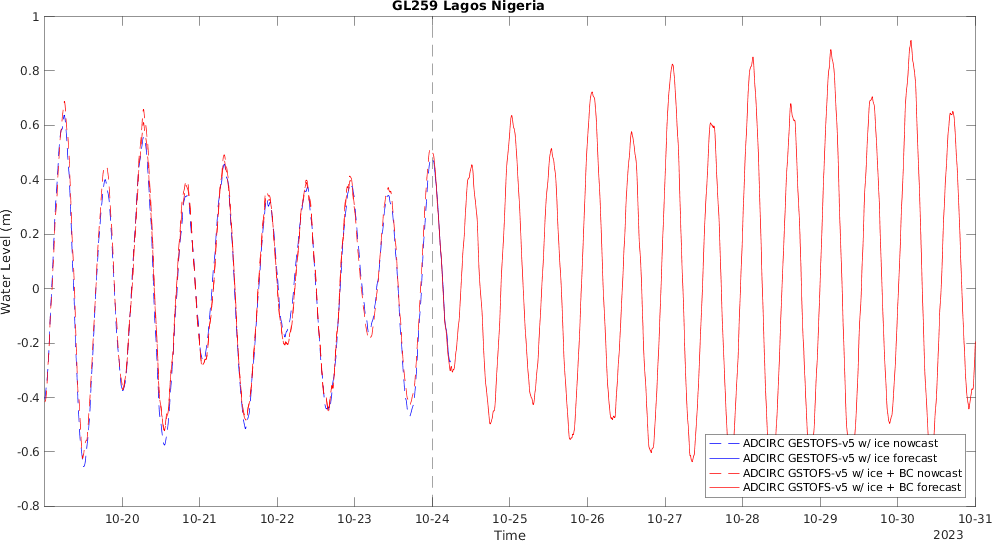 GL259 Lagos Nigeria
Water Level (m)
1
0.8
0.6
0.4
0.2
0
-0.2
-0.4
-0.6
-0.8
ADCIRC GESTOFS-v5 w/ ice nowcast
ADCIRC GESTOFS-v5 w/ ice forecast
ADCIRC GSTOFS-v5 w/ ice + BC nowcast
ADCIRC GSTOFS-v5 w/ ice + BC forecast
10-20 10-21 10-22 10-23 10-24 10-25 10-26 10-27 10-28 10-29 10-30 10-31
Time
2023